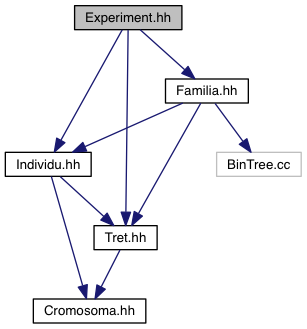 Experiment.hh
Familia.hh
Individu.hh
BinTree.cc
Tret.hh
Cromosoma.hh